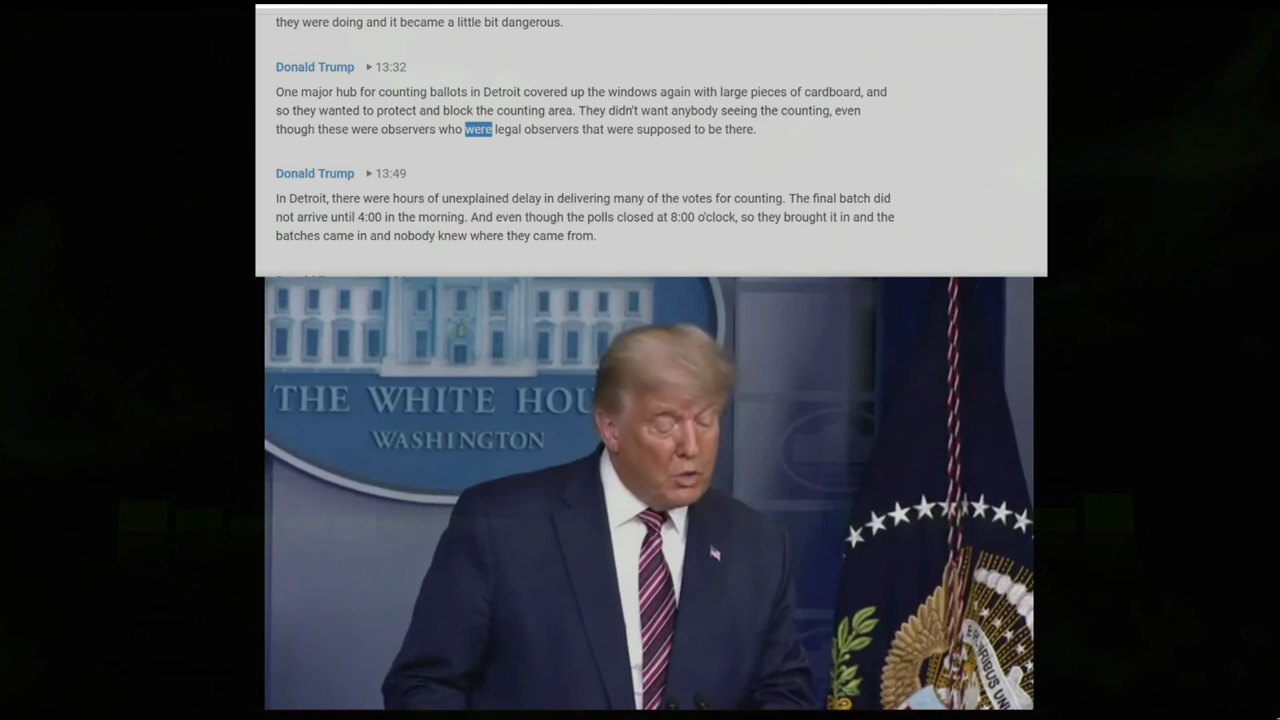 they were doing and it became a little bit dangerous.
Donald Trump 13:32
One major hub for counting ballots in Detroit covered up the windows again with large pieces of cardboard, and
so they wanted to protect and block the counting area. They didn't want anybody seeing the counting, even
though these were observers who were legal observers that were supposed to be there.
Donald Trump 13:49
In Detroit, there were hours of unexplained delay in delivering many of the votes for counting. The final batch did
not arrive until 4:00 in the morning. And even though the polls closed at 8:00 o'clock, so they brought it in and the
batches came in and nobody knew where they came from.
THE WHITE HOU
WASHINGTON